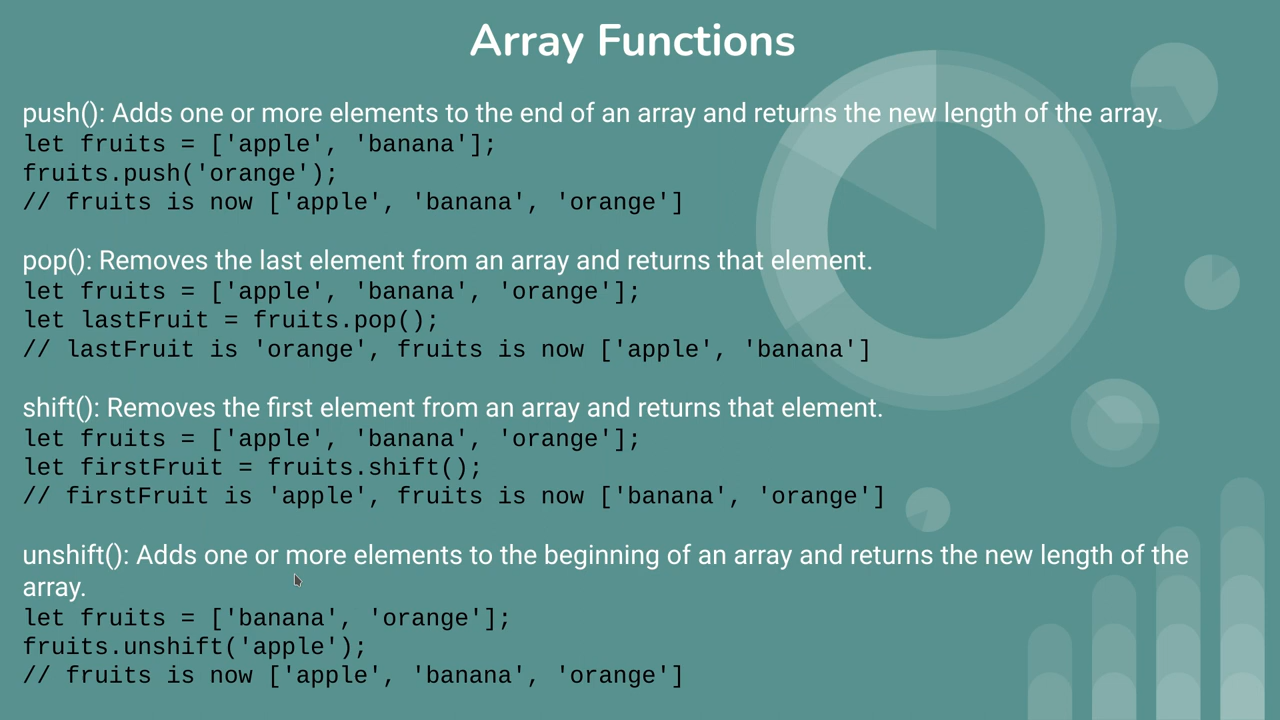 Array Functions
push(): Adds one or more elements to the end of an array and returns the new length of the array.
let fruits = ['apple', 'banana'];
fruits.push('orange');
// fruits is now ['apple', 'banana', 'orange']
pop(): Removes the last element from an array and returns that element.
let fruits = ['apple', 'banana', 'orange'];
let lastFruit = fruits.pop();
// lastFruit is 'orange', fruits is now ['apple', 'banana']
shift(): Removes the first element from an array and returns that element.
let fruits = ['apple', 'banana', 'orange'];
let firstFruit = fruits.shift();
// firstFruit is 'apple', fruits is now ['banana', 'orange']
unshift(): Adds one or more elements to the beginning of an array and returns the new length of the
array.
let fruits = ['banana', 'orange'];
fruits.unshift('apple');
// fruits is now ['apple', 'banana', 'orange']